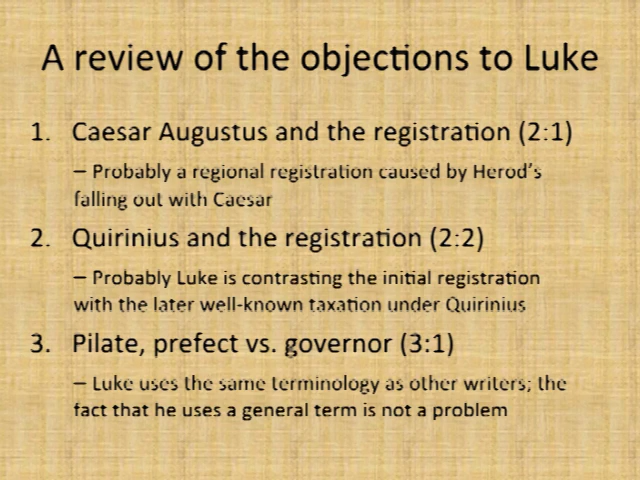 A review of the objections to Luke
1. Caesar Augustus and the registration (2:1)
– Probably a regional registration caused by Herod's
falling out with Caesar
2. Quirinius and the registration (2:2)
– Probably Luke is contrasting the initial registration
with the later well-known taxation under Quirinius
3. Pilate, prefect vs. governor (3:1)
– Luke uses the same terminology as other writers; the
fact that he uses a general term is not a problem